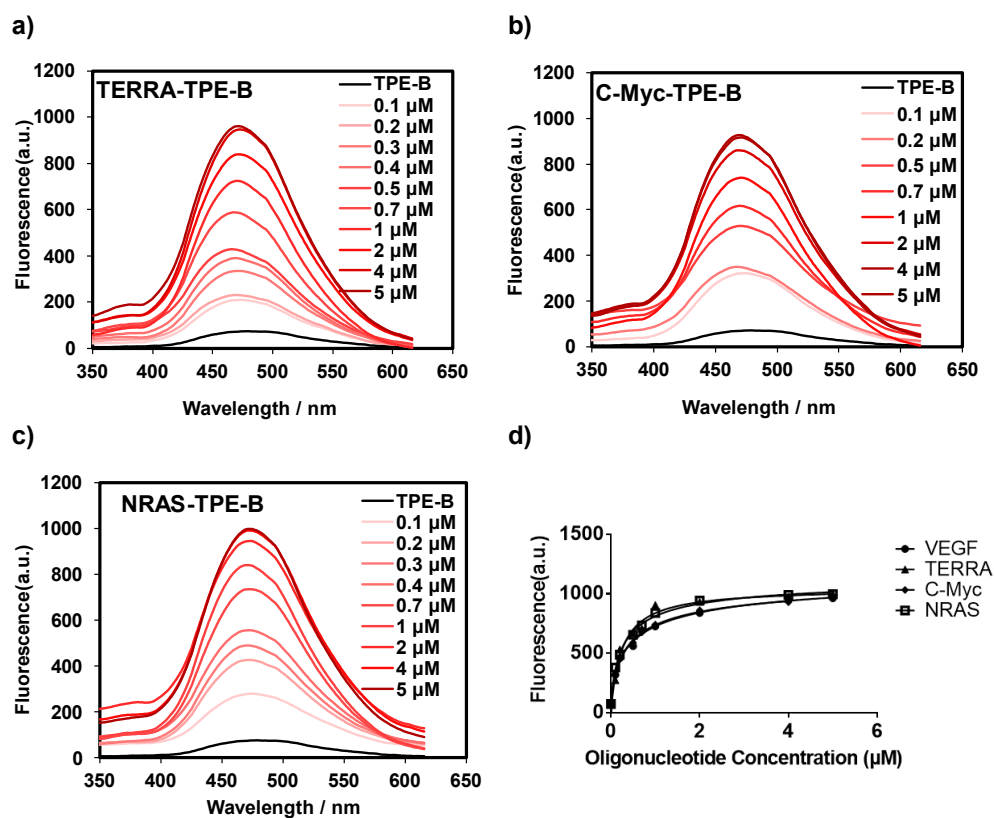 a)
1200
1000
800
600
400
200
0
Fluorescence(a.u.)
TERRA-TPE-B
TPE-B
0.1 µM
0.2 µM
0.3 µM
0.4 µM
0.5 µM
0.7 µM
1 µM
2 µM
4 µM
5 µM
350 400 450 500 550 600 650
Wavelength / nm
b)
1200
1000
800
600
400
200
0
Fluorescence(a.u.)
C-Myc-TPE-B
TPE-B
0.1 µM
0.2 µM
0.5 µM
0.7 µM
1 µM
2 µM
4 µM
5 µM
350 400 450 500 550 600 650
Wavelength / nm
c)
1200
1000
800
600
400
200
0
Fluorescence(a.u.)
NRAS-TPE-B
TPE-B
0.1 µM
0.2 µM
0.3 µM
0.4 µM
0.7 µM
1 µM
2 µM
4 µM
5 µM
350 400 450 500 550 600 650
Wavelength / nm
d)
1500
1000
500
0
Fluorescence(a.u.)
VEGF
TERRA
C-Myc
NRAS
0 2 4 6
Oligonucleotide Concentration (µM)